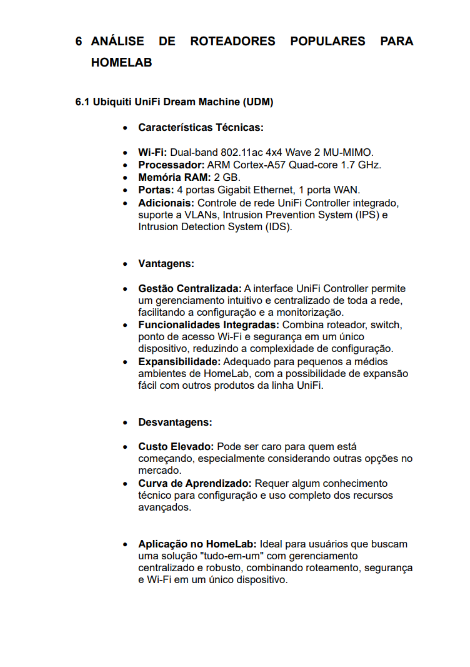 6 ANÁLISE DE ROTEADORES POPULARES PARA
HOMELAB
6.1 Ubiquiti UniFi Dream Machine (UDM)
• Características Técnicas:
• Wi-Fi: Dual-band 802.11ac 4x4 Wave 2 MU-MIMO.
• Processador: ARM Cortex-A57 Quad-core 1.7 GHz.
• Memória RAM: 2 GB.
• Portas: 4 portas Gigabit Ethernet, 1 porta WAN.
• Adicionais: Controle de rede UniFi Controller integrado,
suporte a VLANs, Intrusion Prevention System (IPS) e
Intrusion Detection System (IDS).
• Vantagens:
• Gestão Centralizada: A interface UniFi Controller permite
um gerenciamento intuitivo e centralizado de toda a rede,
facilitando a configuração e a monitorização.
• Funcionalidades Integradas: Combina roteador, switch,
ponto de acesso Wi-Fi e segurança em um único
dispositivo, reduzindo a complexidade de configuração.
• Expansibilidade: Adequado para pequenos a médios
ambientes de HomeLab, com a possibilidade de expansão
fácil com outros produtos da linha UniFi.
• Desvantagens:
• Custo Elevado: Pode ser caro para quem está
começando, especialmente considerando outras opções no
mercado.
• Curva de Aprendizado: Requer algum conhecimento
técnico para configuração e uso completo dos recursos
avançados.
• Aplicação no HomeLab: Ideal para usuários que buscam
uma solução "tudo-em-um" com gerenciamento
centralizado e robusto, combinando roteamento, segurança
e Wi-Fi em um único dispositivo.